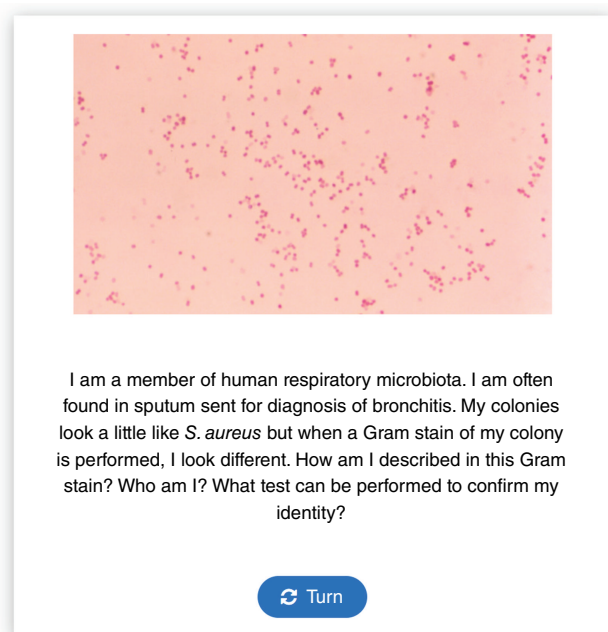 I am a member of human respiratory microbiota. I am often
found in sputum sent for diagnosis of bronchitis. My colonies
look a little like S. aureus but when a Gram stain of my colony
is performed, I look different. How am I described in this Gram
stain? Who am I? What test can be performed to confirm my
identity?
Turn